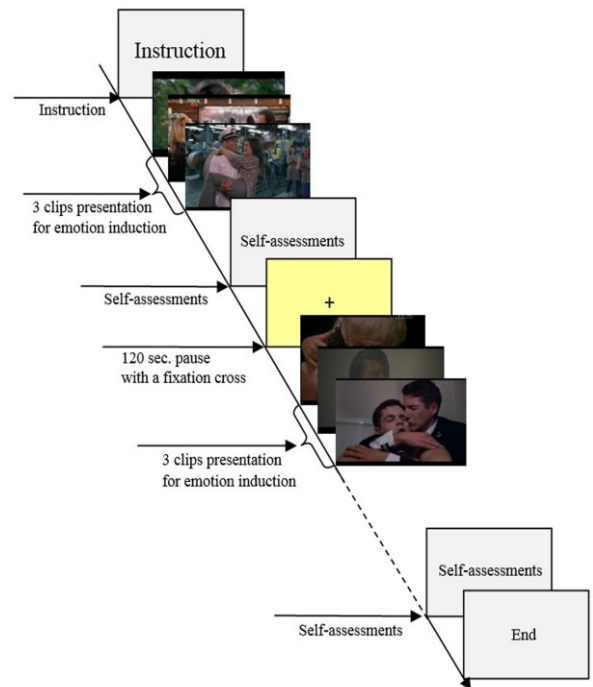 Instruction
Instruction
3 clips presentation
for emotion induction
Self-assessments
Self-assessments
+
120 sec. pause
with a fixation cross
3 clips presentation
for emotion induction
Self-assessments
Self-assessments
End